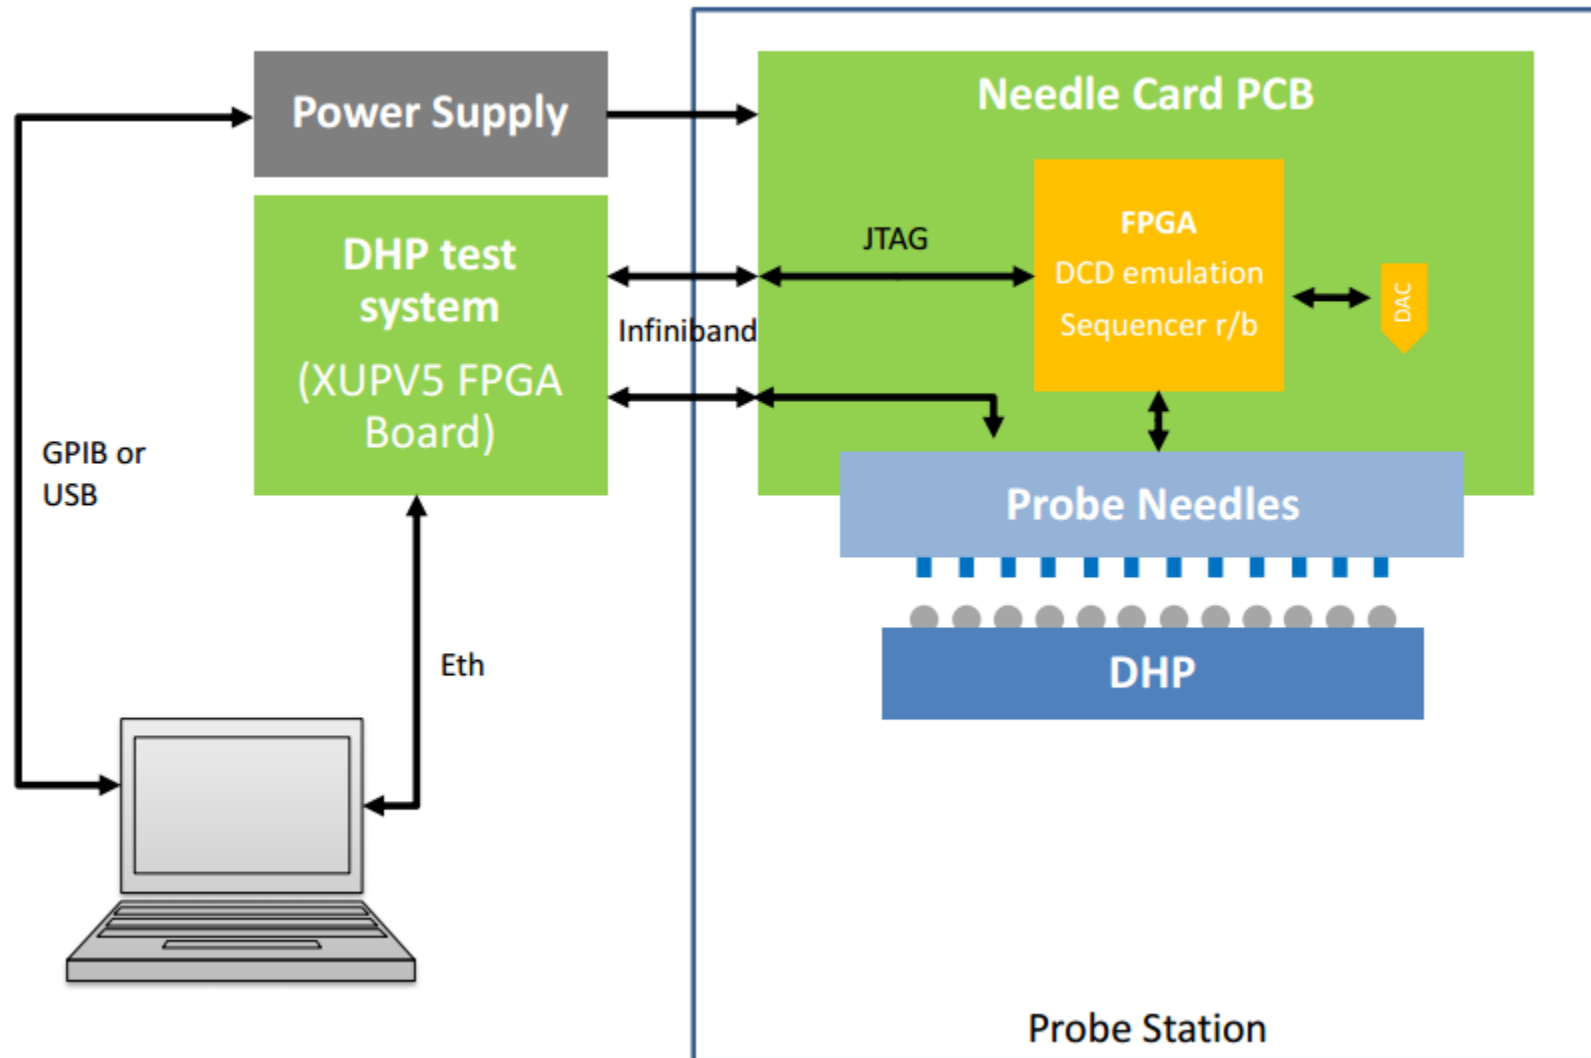 Power Supply
Needle Card PCB
DHP test
system
(XUPV5 FPGA
Board)
JTAG
Infiniband
FPGA
DCD emulation
Sequencer r/b
DAC
GPIB or
USB
Probe Needles
Eth
DHP
Probe Station